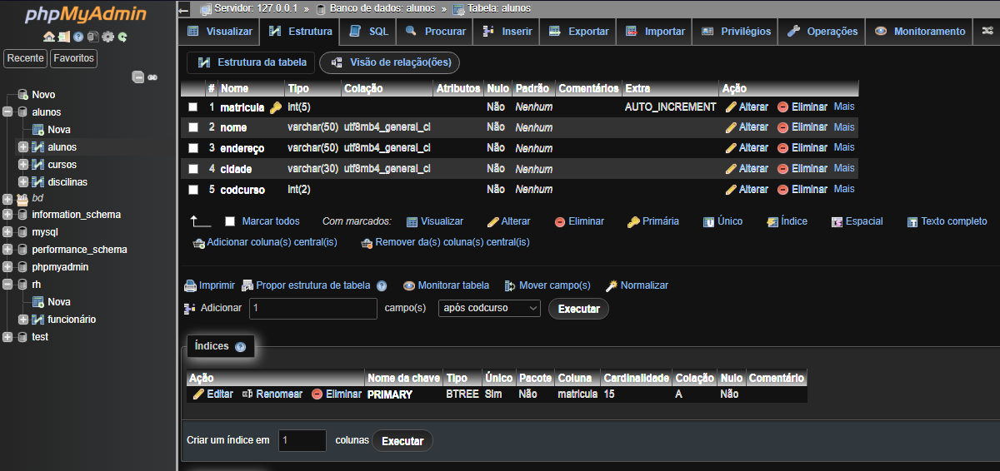 phpMyAdmin
Recente Favoritos
Novo
alunos
Nova
alunos
cursos
discilinas
bd
information_schema
mysql
performance_schema
phpmyadmin
rh
Nova
funcionário
test
Servidor: 127.0.0.1 » Banco de dados: alunos » Tabela: alunos
Visualizar Estrutura SQL Procurar Inserir Exportar Importar Privilégios Operações Monitoramento
Estrutura da tabela Visão de relação(ões)
# Nome Tipo Colação Atributos Nulo Padrão Comentários Extra Ação
1 matricula int(5) Não Nenhum AUTO_INCREMENT Alterar Eliminar Mais
2 nome varchar(50) utf8mb4_general_ci Não Nenhum Alterar Eliminar Mais
3 endereço varchar(50) utf8mb4_general_ci Não Nenhum Alterar Eliminar Mais
4 cidade varchar(30) utf8mb4_general_ci Não Nenhum Alterar Eliminar Mais
5 codcurso int(2) Não Nenhum Alterar Eliminar Mais
Marcar todos Com marcados: Visualizar Alterar Eliminar Primária Único Índice Espacial Texto completo
Adicionar coluna(s) central(is) Remover da(s) coluna(s) central(is)
Imprimir Propor estrutura de tabela Monitorar tabela Mover campo(s) Normalizar
Adicionar 1 campo(s) após codcurso Executar
Índices
Ação Nome da chave Tipo Único Pacote Coluna Cardinalidade Colação Nulo Comentário
Editar Renomear Eliminar PRIMARY BTREE Sim Não matricula 15 A Não
Criar um índice em 1 colunas Executar